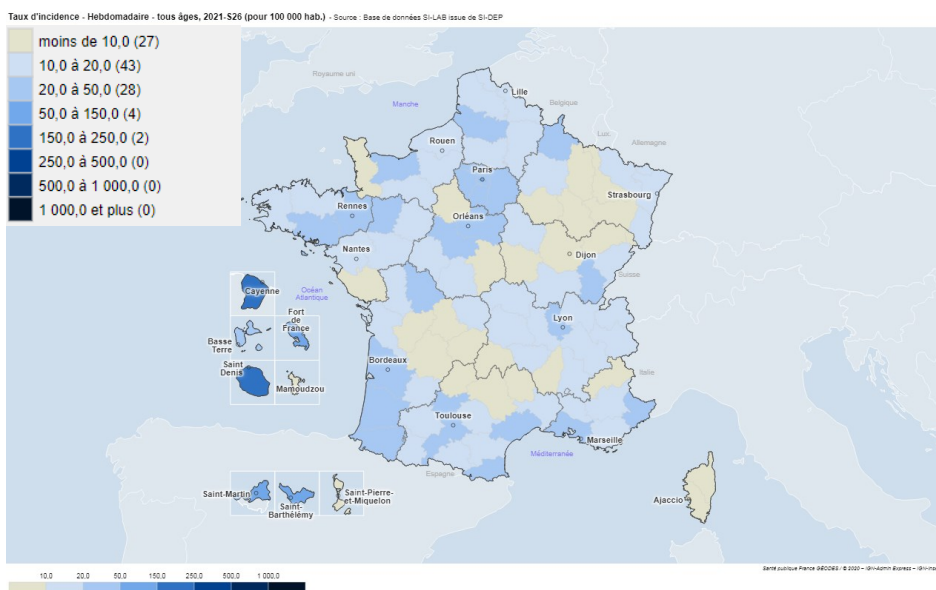 Taux d'incidence - Hebdomadaire - tous âges, 2021-S26 (pour 100 000 hab.) - Source : Base de données SI-LAB issue de SI-DEP
moins de 10,0 (27)
10,0 à 20,0 (43)
20,0 à 50,0 (28)
50,0 à 150,0 (4)
150,0 à 250,0 (2)
250,0 à 500,0 (0)
500,0 à 1 000,0 (0)
1 000,0 et plus (0)
Royaume uni
Manche
Lille
Belgique
Lux.
Allemagne
Rouen
Paris
Strasbourg
Rennes
Orléans
Nantes
Dijon
Suisse
Océan
Atlantique
Cayenne
Fort
de
France
Basse
Terre
Saint
Denis
Mamoudzou
Lyon
Bordeaux
Italie
Toulouse
Marseille
Méditerranée
Espagne
Ajaccio
Saint-Martin
Saint-
Barthélémy
Saint-Pierre-
et-Miquelon
10,0 20,0 50,0 150,0 250,0 500,0 1 000,0
Santé publique France GÉODES / © 2020 – IGN-Admin Express –